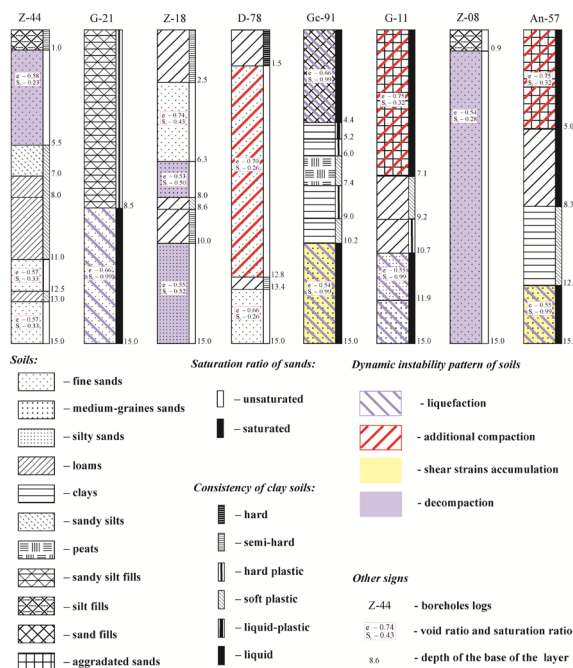 Z-44 G-21 Z-18 D-78 Gc-91 G-11 Z-08 An-57
1.0
e – 0.58
Sr – 0.23
5.5
7.0
8.0
11.0
e – 0.57
Sr – 0.33
12.5
13.0
e – 0.57
Sr – 0.33
15.0
8.5
e – 0.66
Sr – 0.99
15.0
2.5
e – 0.74
Sr – 0.43
6.3
e – 0.53
Sr – 0.50
8.0
8.6
10.0
e – 0.55
Sr – 0.52
15.0
1.5
e – 0.70
Sr – 0.26
12.8
13.4
e – 0.66
Sr – 0.26
15.0
e – 0.66
Sr – 0.99
4.4
5.2
6.0
7.4
9.0
10.2
e – 0.54
Sr – 0.99
15.0
e – 0.75
Sr – 0.32
7.1
9.2
10.7
e – 0.55
Sr – 0.99
11.9
15.0
0.9
e – 0.54
Sr – 0.28
15.0
e – 0.75
Sr – 0.32
5.0
8.3
12.
e – 0.55
Sr – 0.99
15.
Soils:
– fine sands
– medium-graines sands
– silty sands
– loams
– clays
– sandy silts
– peats
– sandy silt fills
– silt fills
– sand fills
– aggradated sands
Saturation ratio of sands:
– unsaturated
– saturated
Consistency of clay soils:
– hard
– semi-hard
– hard plastic
– soft plastic
– liquid-plastic
– liquid
Dynamic instability pattern of soils
- liquefaction
- additional compaction
- shear strains accumulation
- decompaction
Other signs
Z-44 - boreholes logs
e – 0.74
Sr – 0.43
- void ratio and saturation ratio
8.6 - depth of the base of the layer